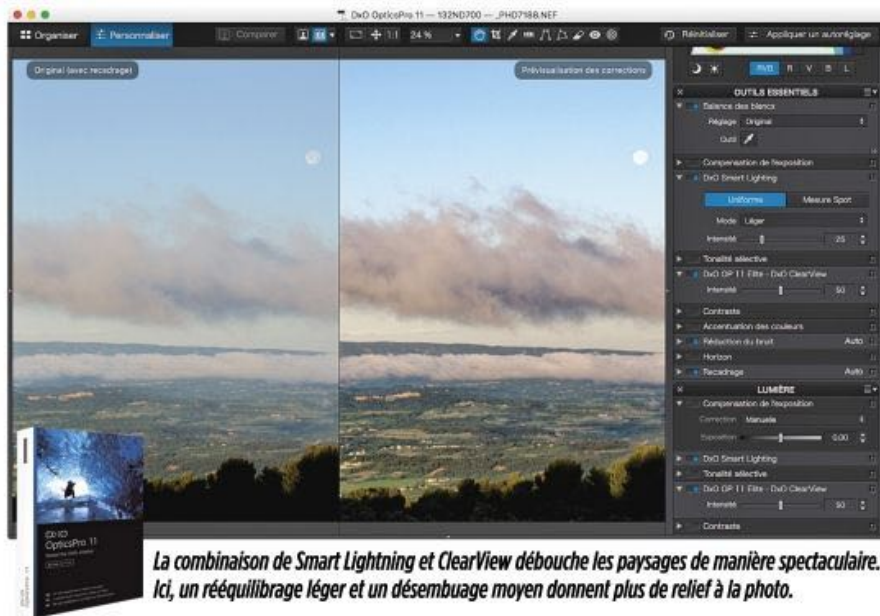 DxO OpticsPro 11 — 132ND700 — _PHD7188.NEF
Organiser Personnaliser Comparer 1:1 24 % Réinitialiser Appliquer un autoréglage
Original (avec recadrage) Prévisualisation des corrections
RVB R V B L
OUTILS ESSENTIELS
Balance des blancs
Réglage Original
Outil
Compensation de l'exposition
DxO Smart Lighting
Uniforme Mesure Spot
Mode Léger
Intensité 25
Tonalité sélective
DxO OP 11 Elite - DxO ClearView
Intensité 50
Contraste
Accentuation des couleurs
Réduction du bruit Auto
Horizon
Recadrage Auto
LUMIÈRE
Compensation de l'exposition
Correction Manuelle
Exposition 0,00
DxO Smart Lighting
Tonalité sélective
DxO OP 11 Elite - DxO ClearView
Intensité 50
Contraste
DxO
OpticsPro 11
La combinaison de Smart Lightning et ClearView débouche les paysages de manière spectaculaire.
Ici, un rééquilibrage léger et un désembuage moyen donnent plus de relief à la photo.